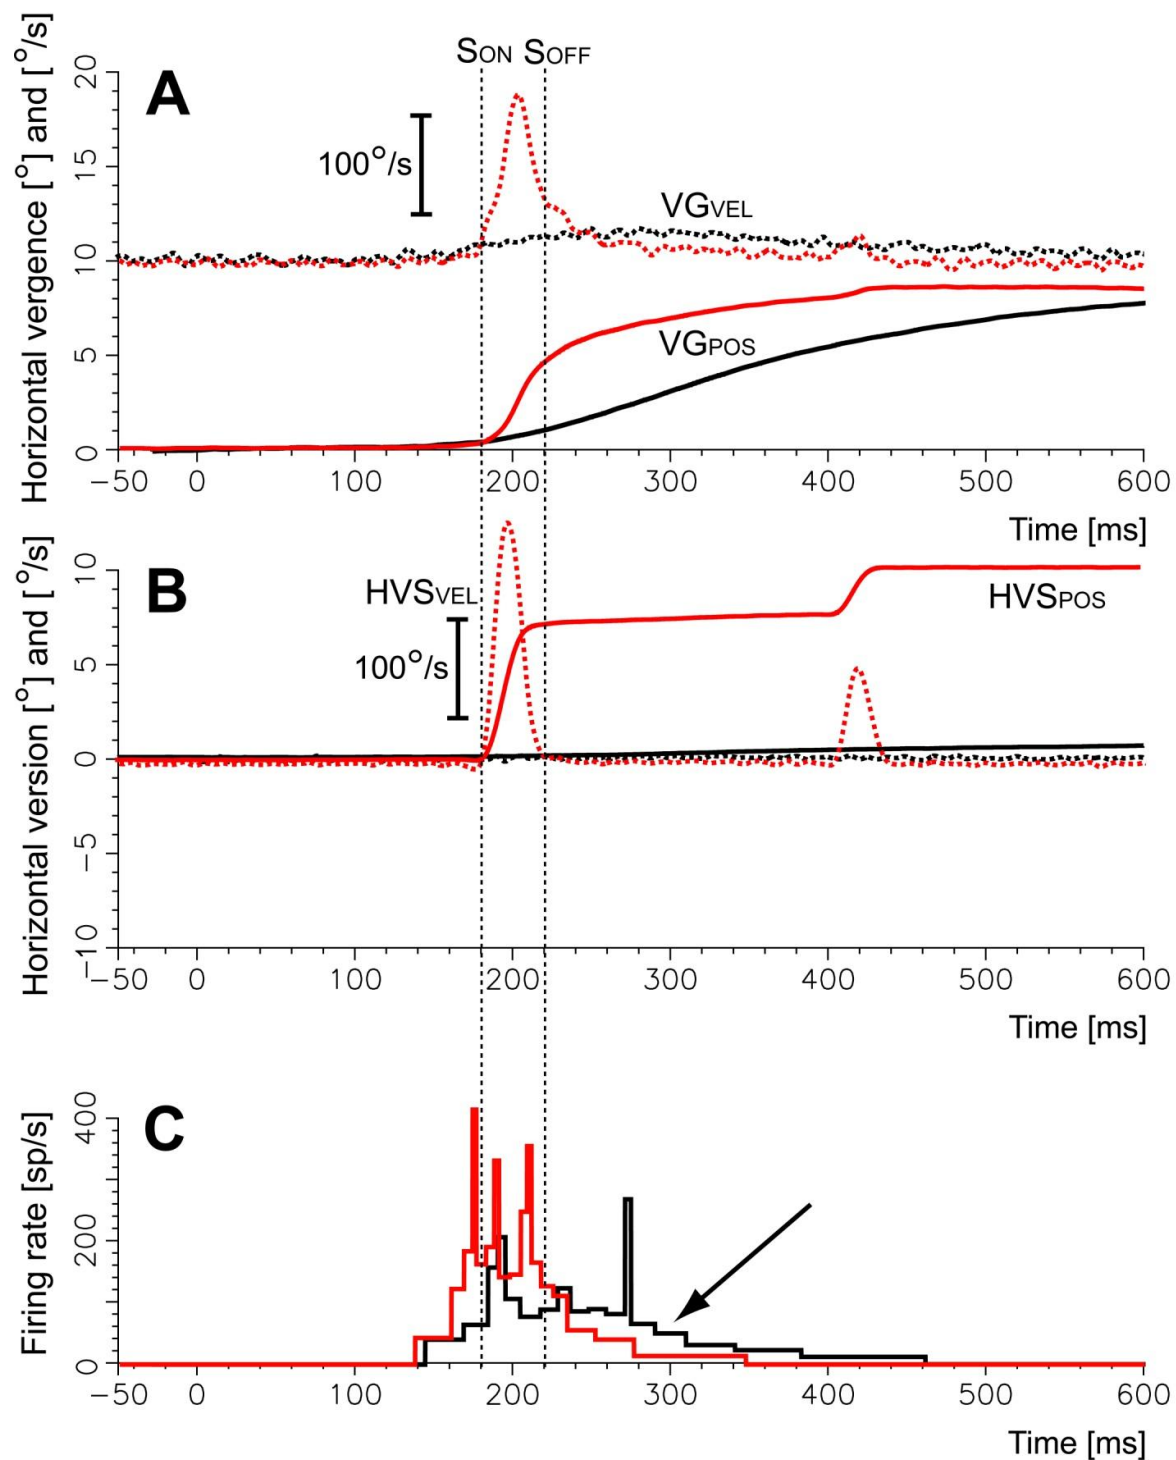 SON SOFF
A
20
15
10
5
0
Horizontal vergence [°] and [°/s]
100°/s
VGVEL
VGPOS
−50 0 100 200 300 400 500 600
Time [ms]
B
10
5
0
−5
−10
Horizontal version [°] and [°/s]
HVSVEL
100°/s
HVSPOS
−50 0 100 200 300 400 500 600
Time [ms]
C
400
200
0
Firing rate [sp/s]
−50 0 100 200 300 400 500 600
Time [ms]